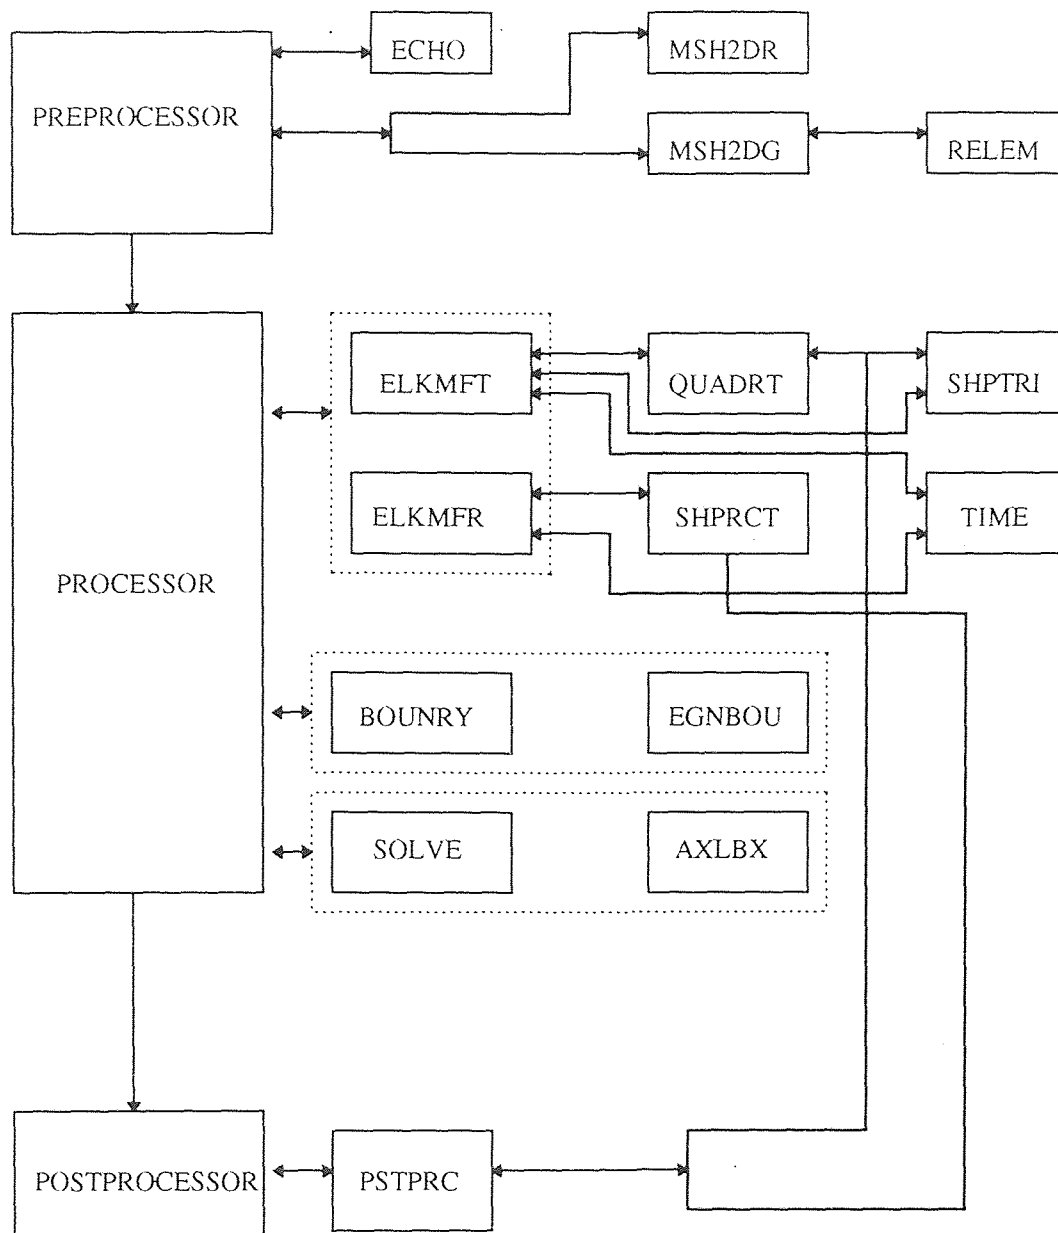 ECHO
MSH2DR
PREPROCESSOR
MSH2DG
RELEM
ELKMFT
QUADRT
SHPTRI
ELKMFR
SHPRCT
TIME
PROCESSOR
BOUNRY
EGNBOU
SOLVE
AXLBX
POSTPROCESSOR
PSTPRC